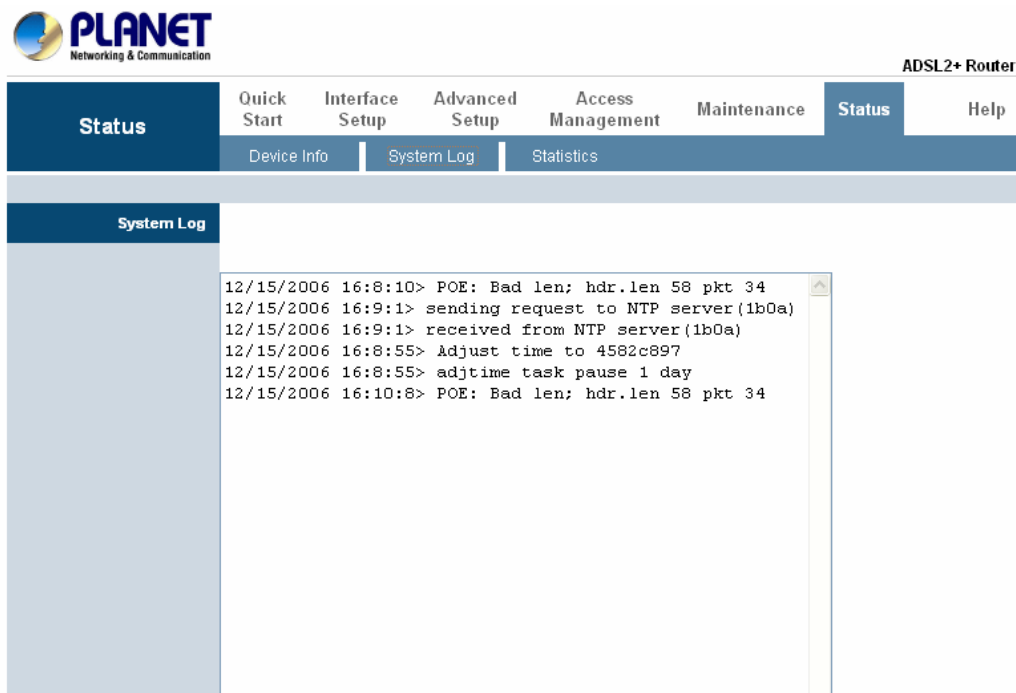 PLANET
Networking & Communication
ADSL2+ Router
Status
Quick Start
Interface Setup
Advanced Setup
Access Management
Maintenance
Status
Help
Device Info
System Log
Statistics
System Log
12/15/2006 16:8:10> POE: Bad len; hdr.len 58 pkt 34
12/15/2006 16:9:1> sending request to NTP server(1b0a)
12/15/2006 16:9:1> received from NTP server(1b0a)
12/15/2006 16:8:55> Adjust time to 4582c897
12/15/2006 16:8:55> adjtime task pause 1 day
12/15/2006 16:10:8> POE: Bad len; hdr.len 58 pkt 34